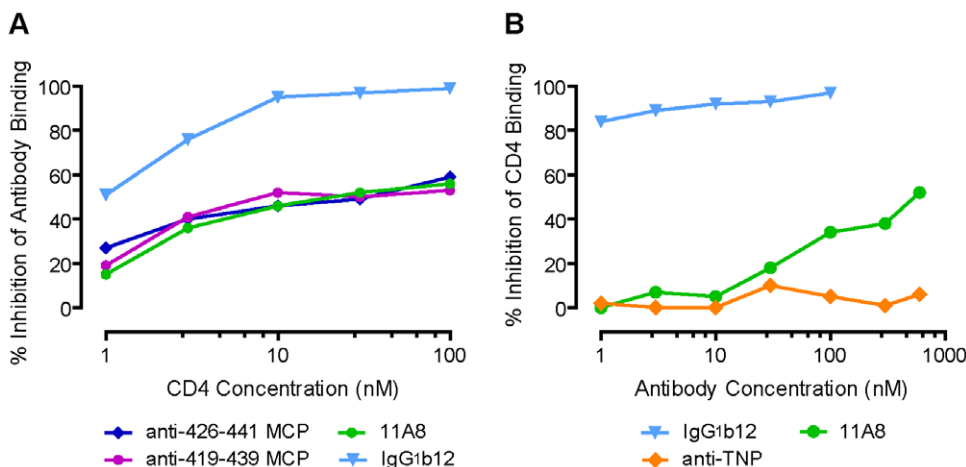 A
% Inhibition of Antibody Binding
100
80
60
40
20
0
1
10
100
CD4 Concentration (nM)
anti-426-441 MCP
11A8
anti-419-439 MCP
IgG1b12
B
% Inhibition of CD4 Binding
100
80
60
40
20
0
1
10
100
1000
Antibody Concentration (nM)
IgG1b12
11A8
anti-TNP